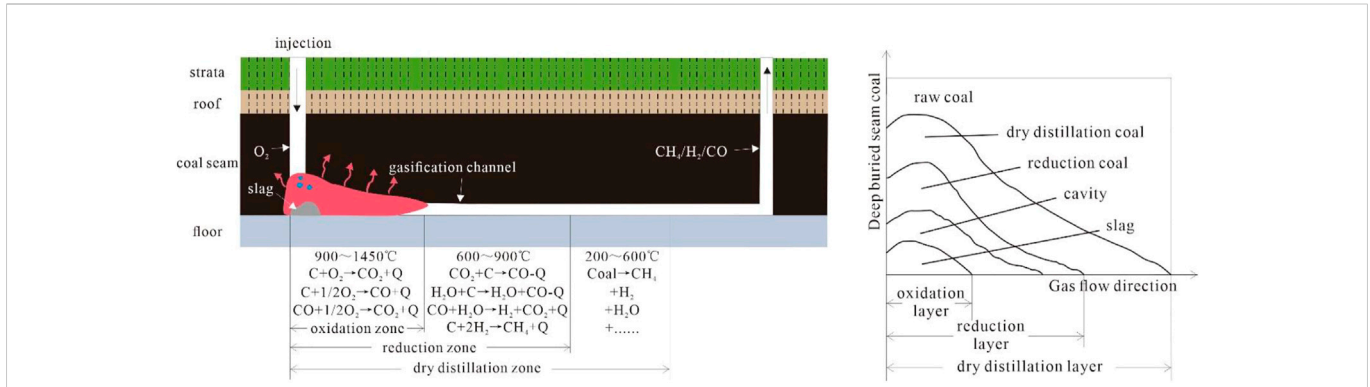 injection
strata
roof
O₂
coal seam
CH₄/H₂/CO
gasification channel
slag
floor
900～1450℃
C+O₂→CO₂+Q
C+1/2O₂→CO+Q
CO+1/2O₂→CO₂+Q
oxidation zone
600～900℃
CO₂+C→CO-Q
H₂O+C→H₂O+CO-Q
CO+H₂O→H₂+CO₂+Q
C+2H₂→CH₄+Q
reduction zone
200～600℃
Coal→CH₄
+H₂
+H₂O
+......
dry distillation zone
Deep buried seam coal
raw coal
dry distillation coal
reduction coal
cavity
slag
Gas flow direction
oxidation
layer
reduction
layer
dry distillation layer